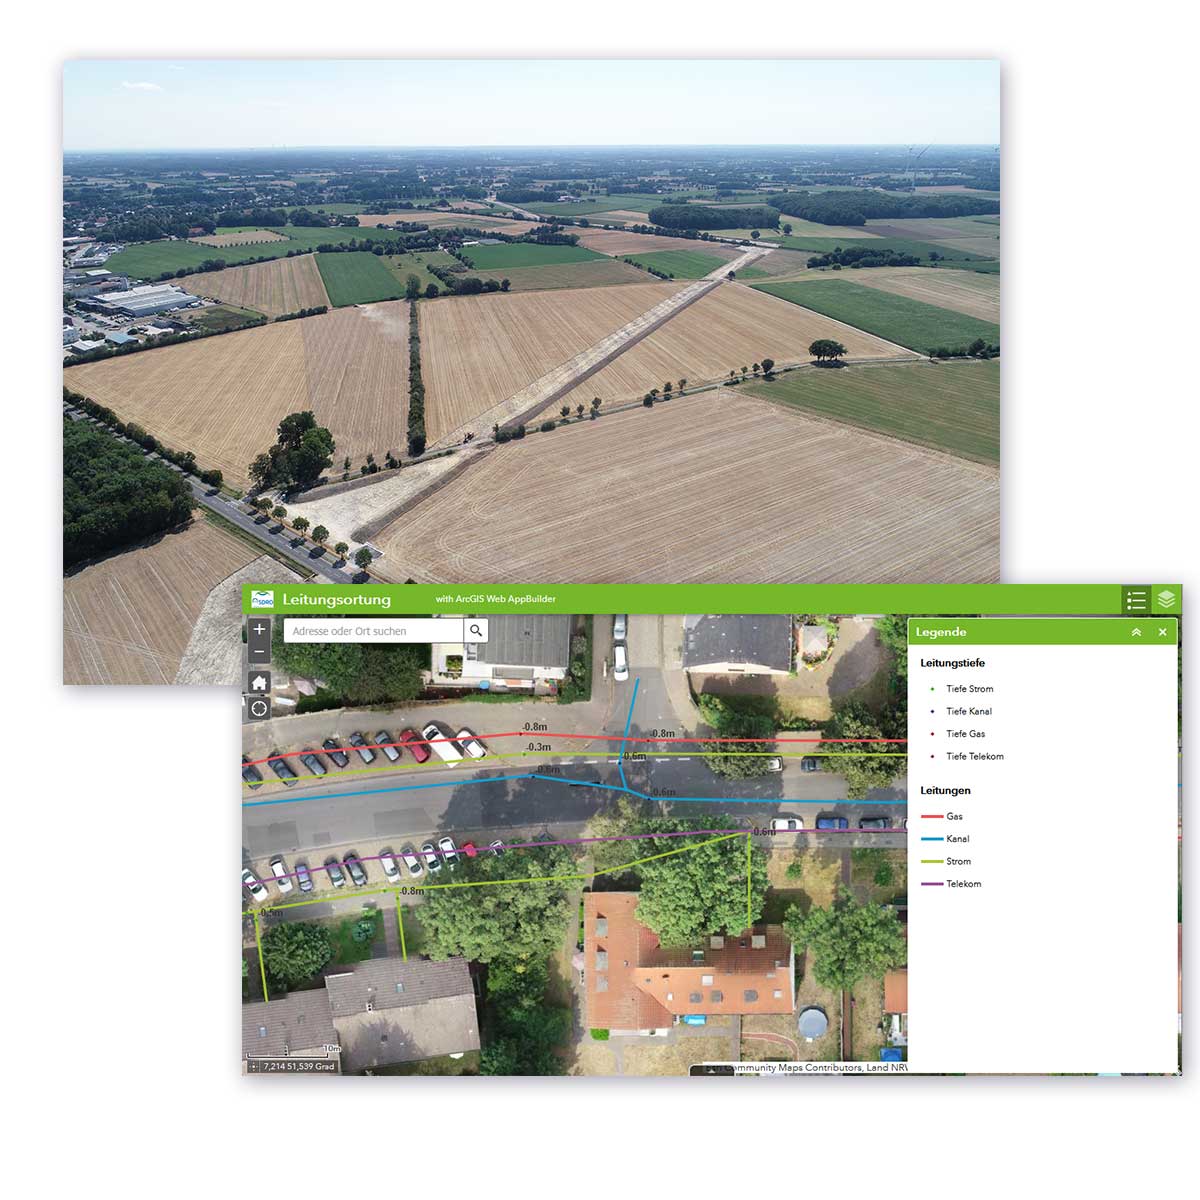 Leitungsortung
with ArcGIS Web AppBuilder
Adresse oder Ort suchen
Legende
Leitungstiefe
Tiefe Strom
Tiefe Kanal
Tiefe Gas
Tiefe Telekom
Leitungen
Gas
Kanal
Strom
Telekom
-0.8m
-0.8m
-0.3m
-0.6m
-0.8m
-0.6m
-0.6m
-0.8m
-0.5m
10m
7,214 51,539 Grad
Community Maps Contributors, Land NRW